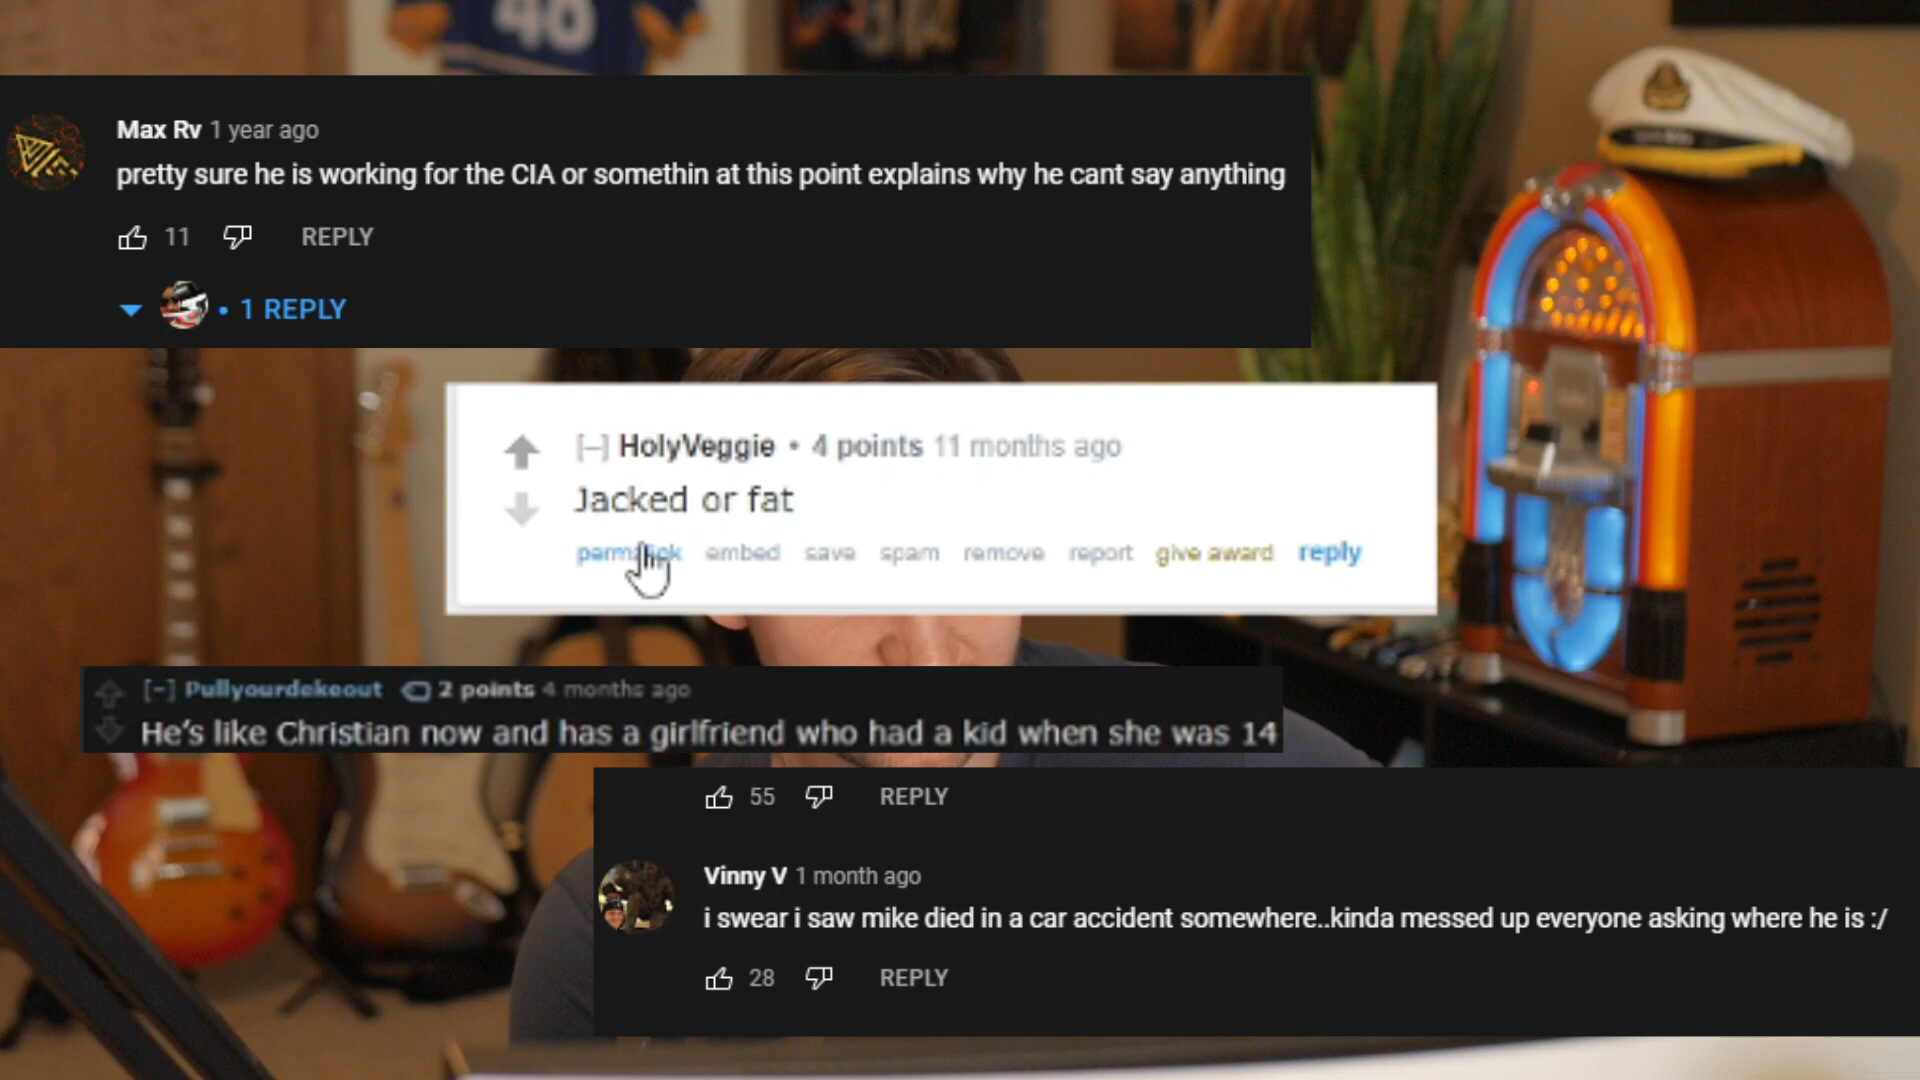 48
Max Rv 1 year ago
pretty sure he is working for the CIA or somethin at this point explains why he cant say anything
11 REPLY
• 1 REPLY
[–] HolyVeggie • 4 points 11 months ago
Jacked or fat
embed save spam remove report give award reply
[–] Pullyourdekeout 2 points 4 months ago
He's like Christian now and has a girlfriend who had a kid when she was 14
55 REPLY
Vinny V 1 month ago
i swear i saw mike died in a car accident somewhere..kinda messed up everyone asking where he is :/
28 REPLY